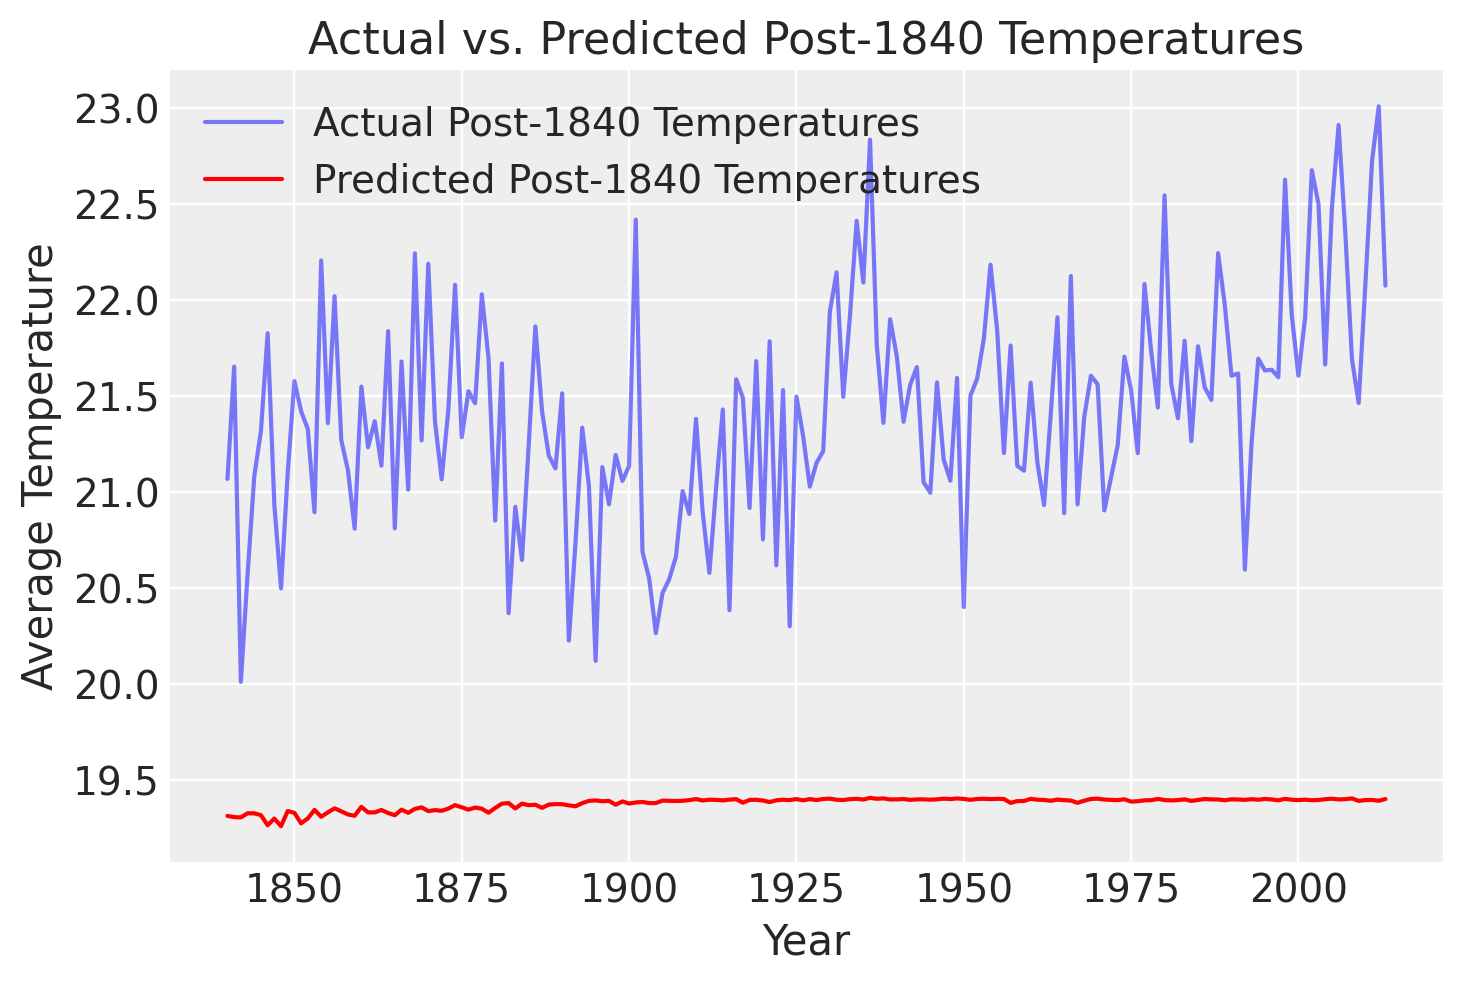 Actual vs. Predicted Post-1840 Temperatures
23.0
22.5
22.0
21.5
21.0
20.5
20.0
19.5
Average Temperature
Actual Post-1840 Temperatures
Predicted Post-1840 Temperatures
1850 1875 1900 1925 1950 1975 2000
Year